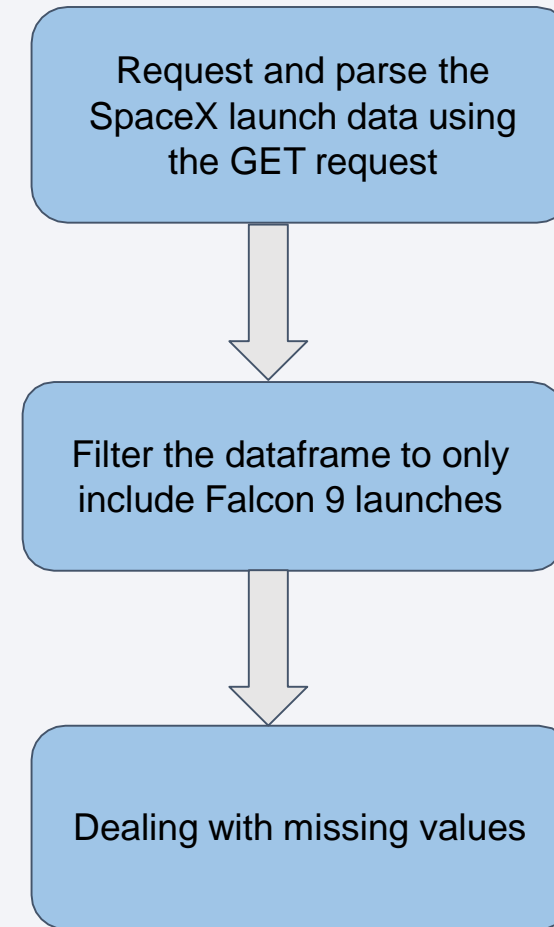 Request and parse the
SpaceX launch data using
the GET request
Filter the dataframe to only
include Falcon 9 launches
Dealing with missing values